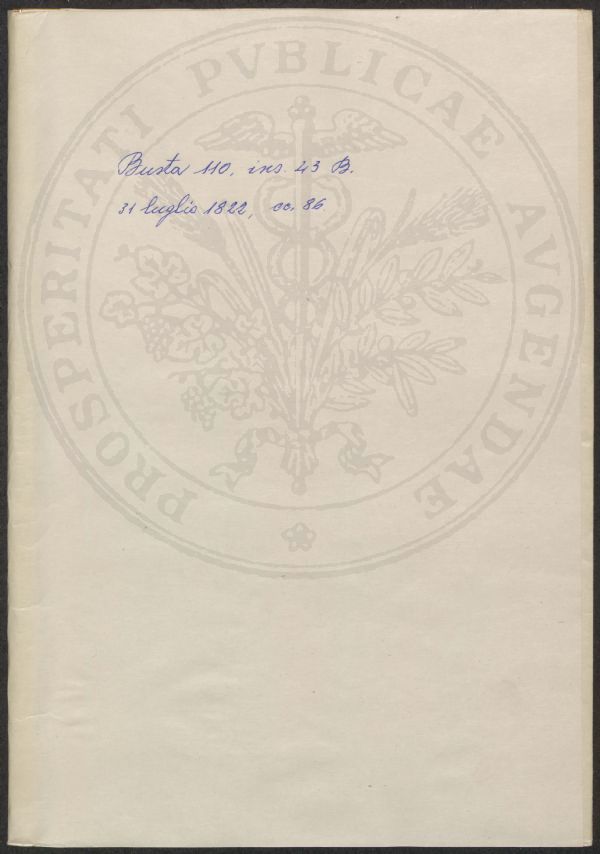 Busta 110, ins. 43 B.
31 luglio 1822, cc. 86.
PROSPERITATI PVBLICAE AVGENDAE